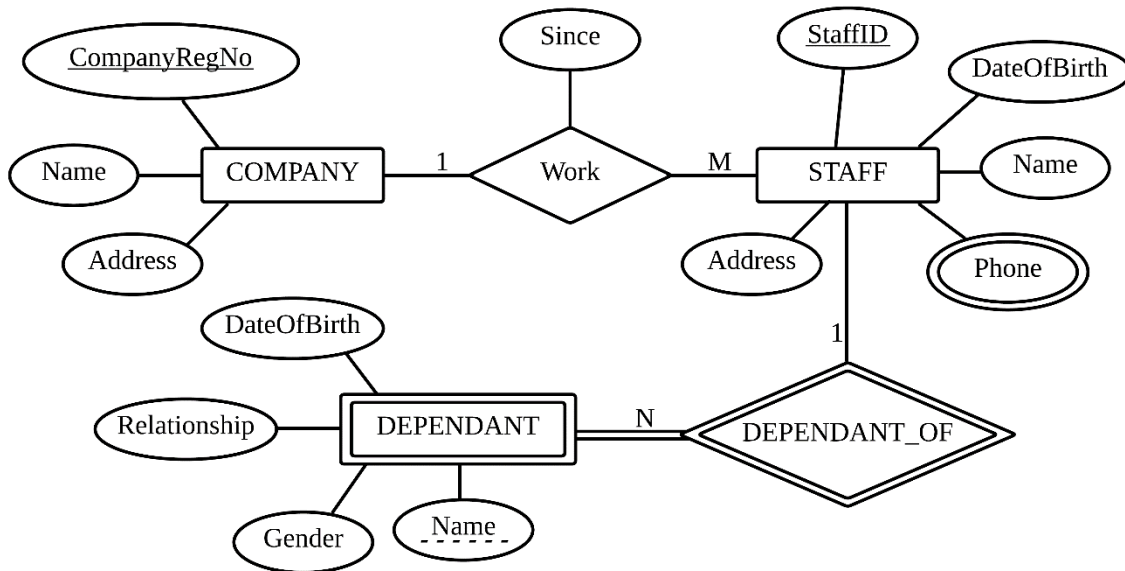 Since
StaffID
CompanyRegNo
DateOfBirth
Name
COMPANY
1
Work
M
STAFF
Name
Address
Address
Phone
DateOfBirth
1
Relationship
DEPENDANT
N
DEPENDANT_OF
Gender
Name